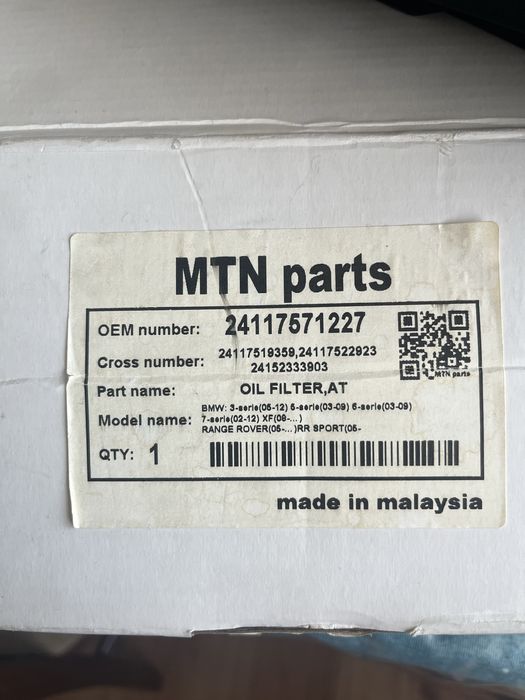 MTN parts
OEM number: 24117571227
Cross number: 24117519359,24117522923
24152333903
Part name: OIL FILTER,AT
Model name: BMW: 3-serie(05-12) 5-serie(03-09) 6-serie(03-09)
7-serie(02-12) XF(08-...)
RANGE ROVER(05-...)RR SPORT(05-
QTY: 1
MTN parts
made in malaysia